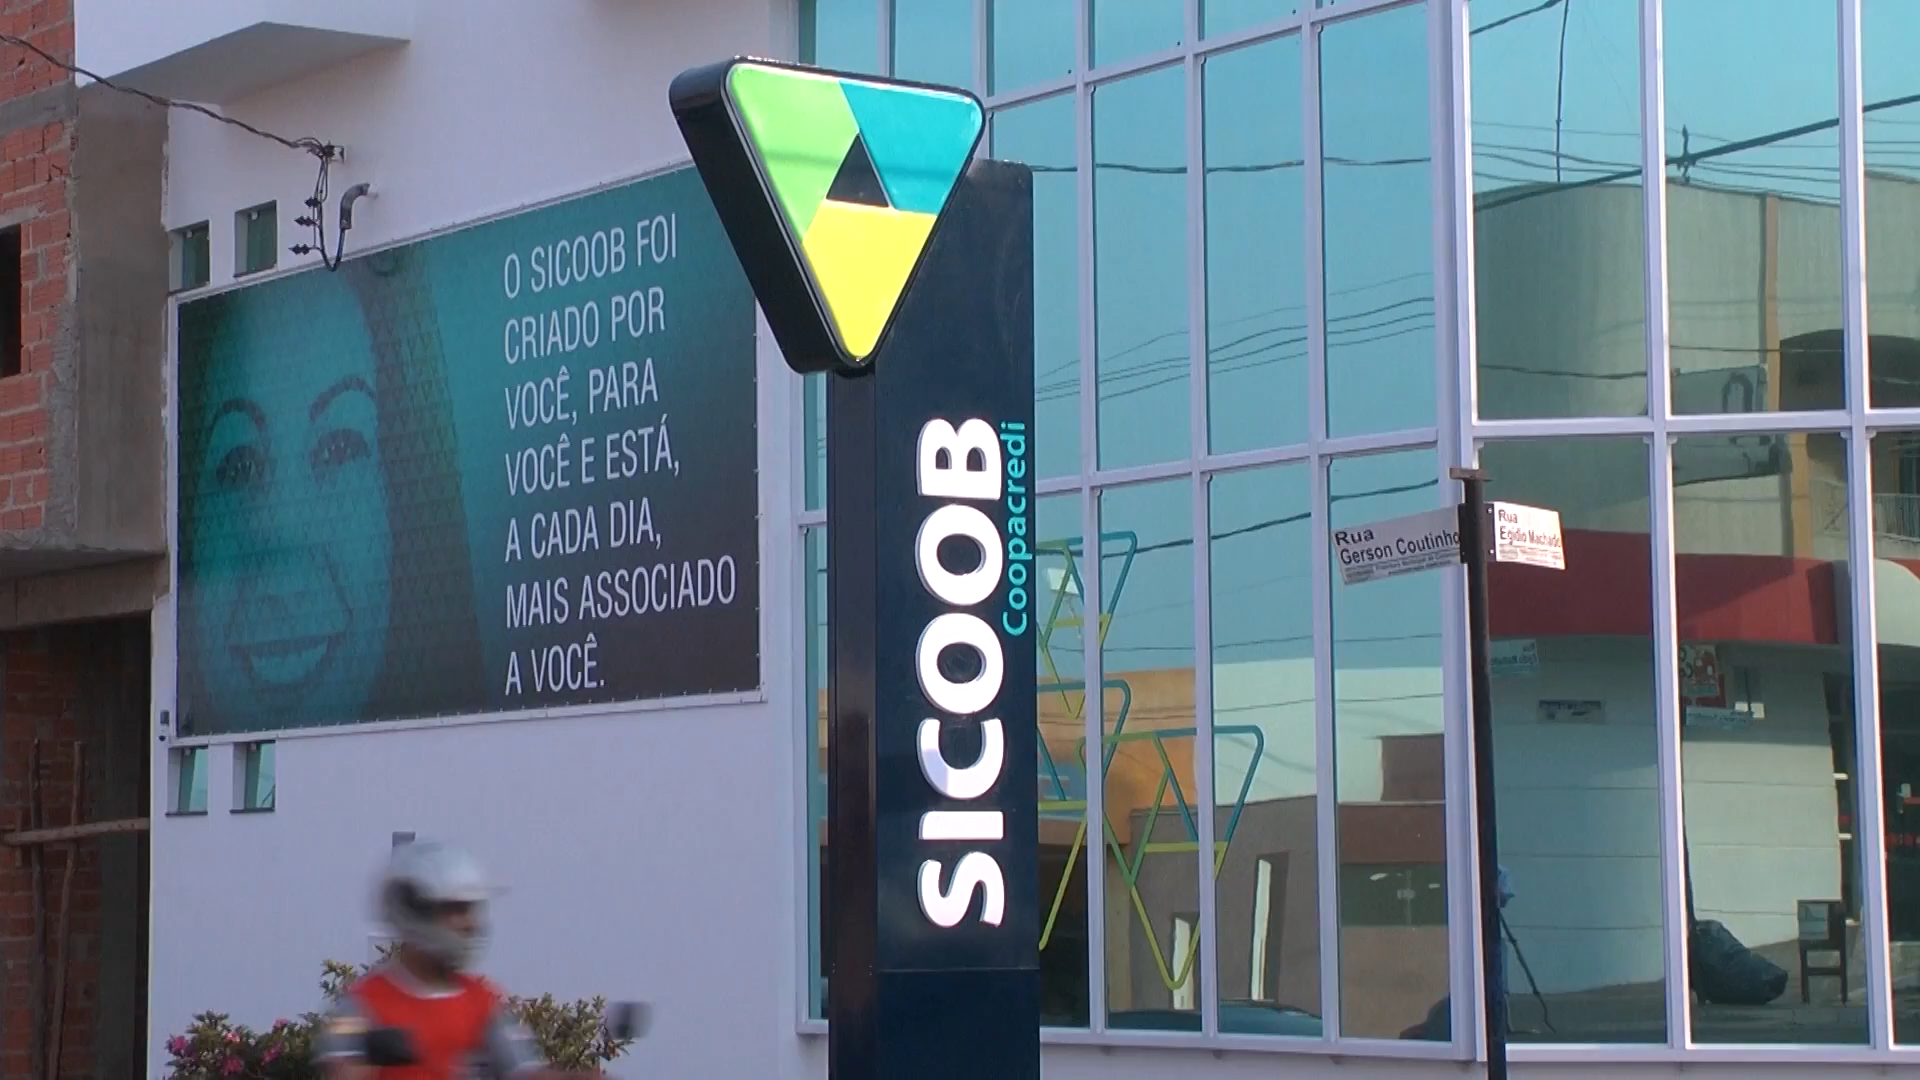 O SICOOB FOI
CRIADO POR
VOCÊ, PARA
VOCÊ E ESTÁ,
A CADA DIA,
MAIS ASSOCIADO
A VOCÊ.
SICOOB
Coopacredi
Rua
Gerson Coutinho
Rua
Egidio Machado